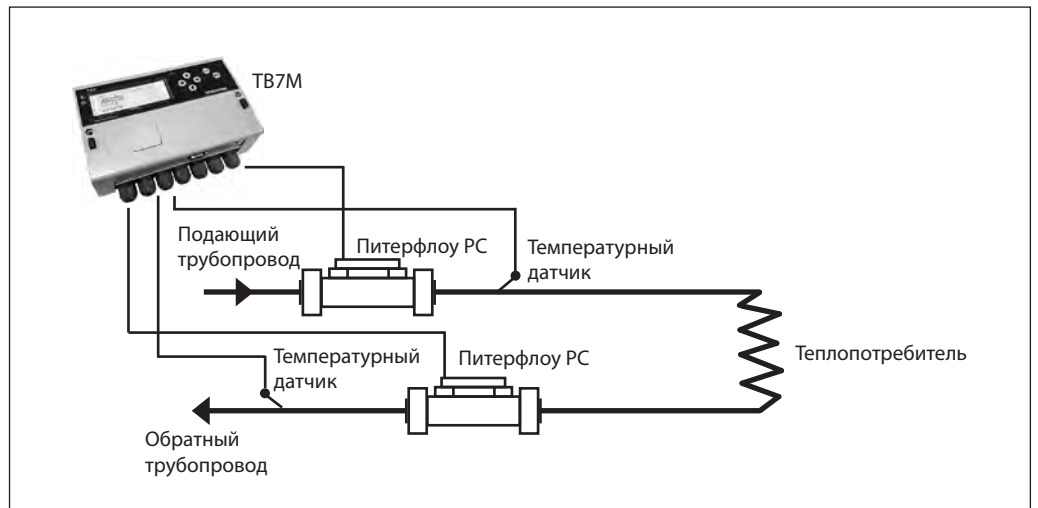 ТВ7М
Подающий
трубопровод
Питерфлоу РС
Температурный
датчик
Температурный
датчик
Питерфлоу РС
Теплопотребитель
Обратный
трубопровод